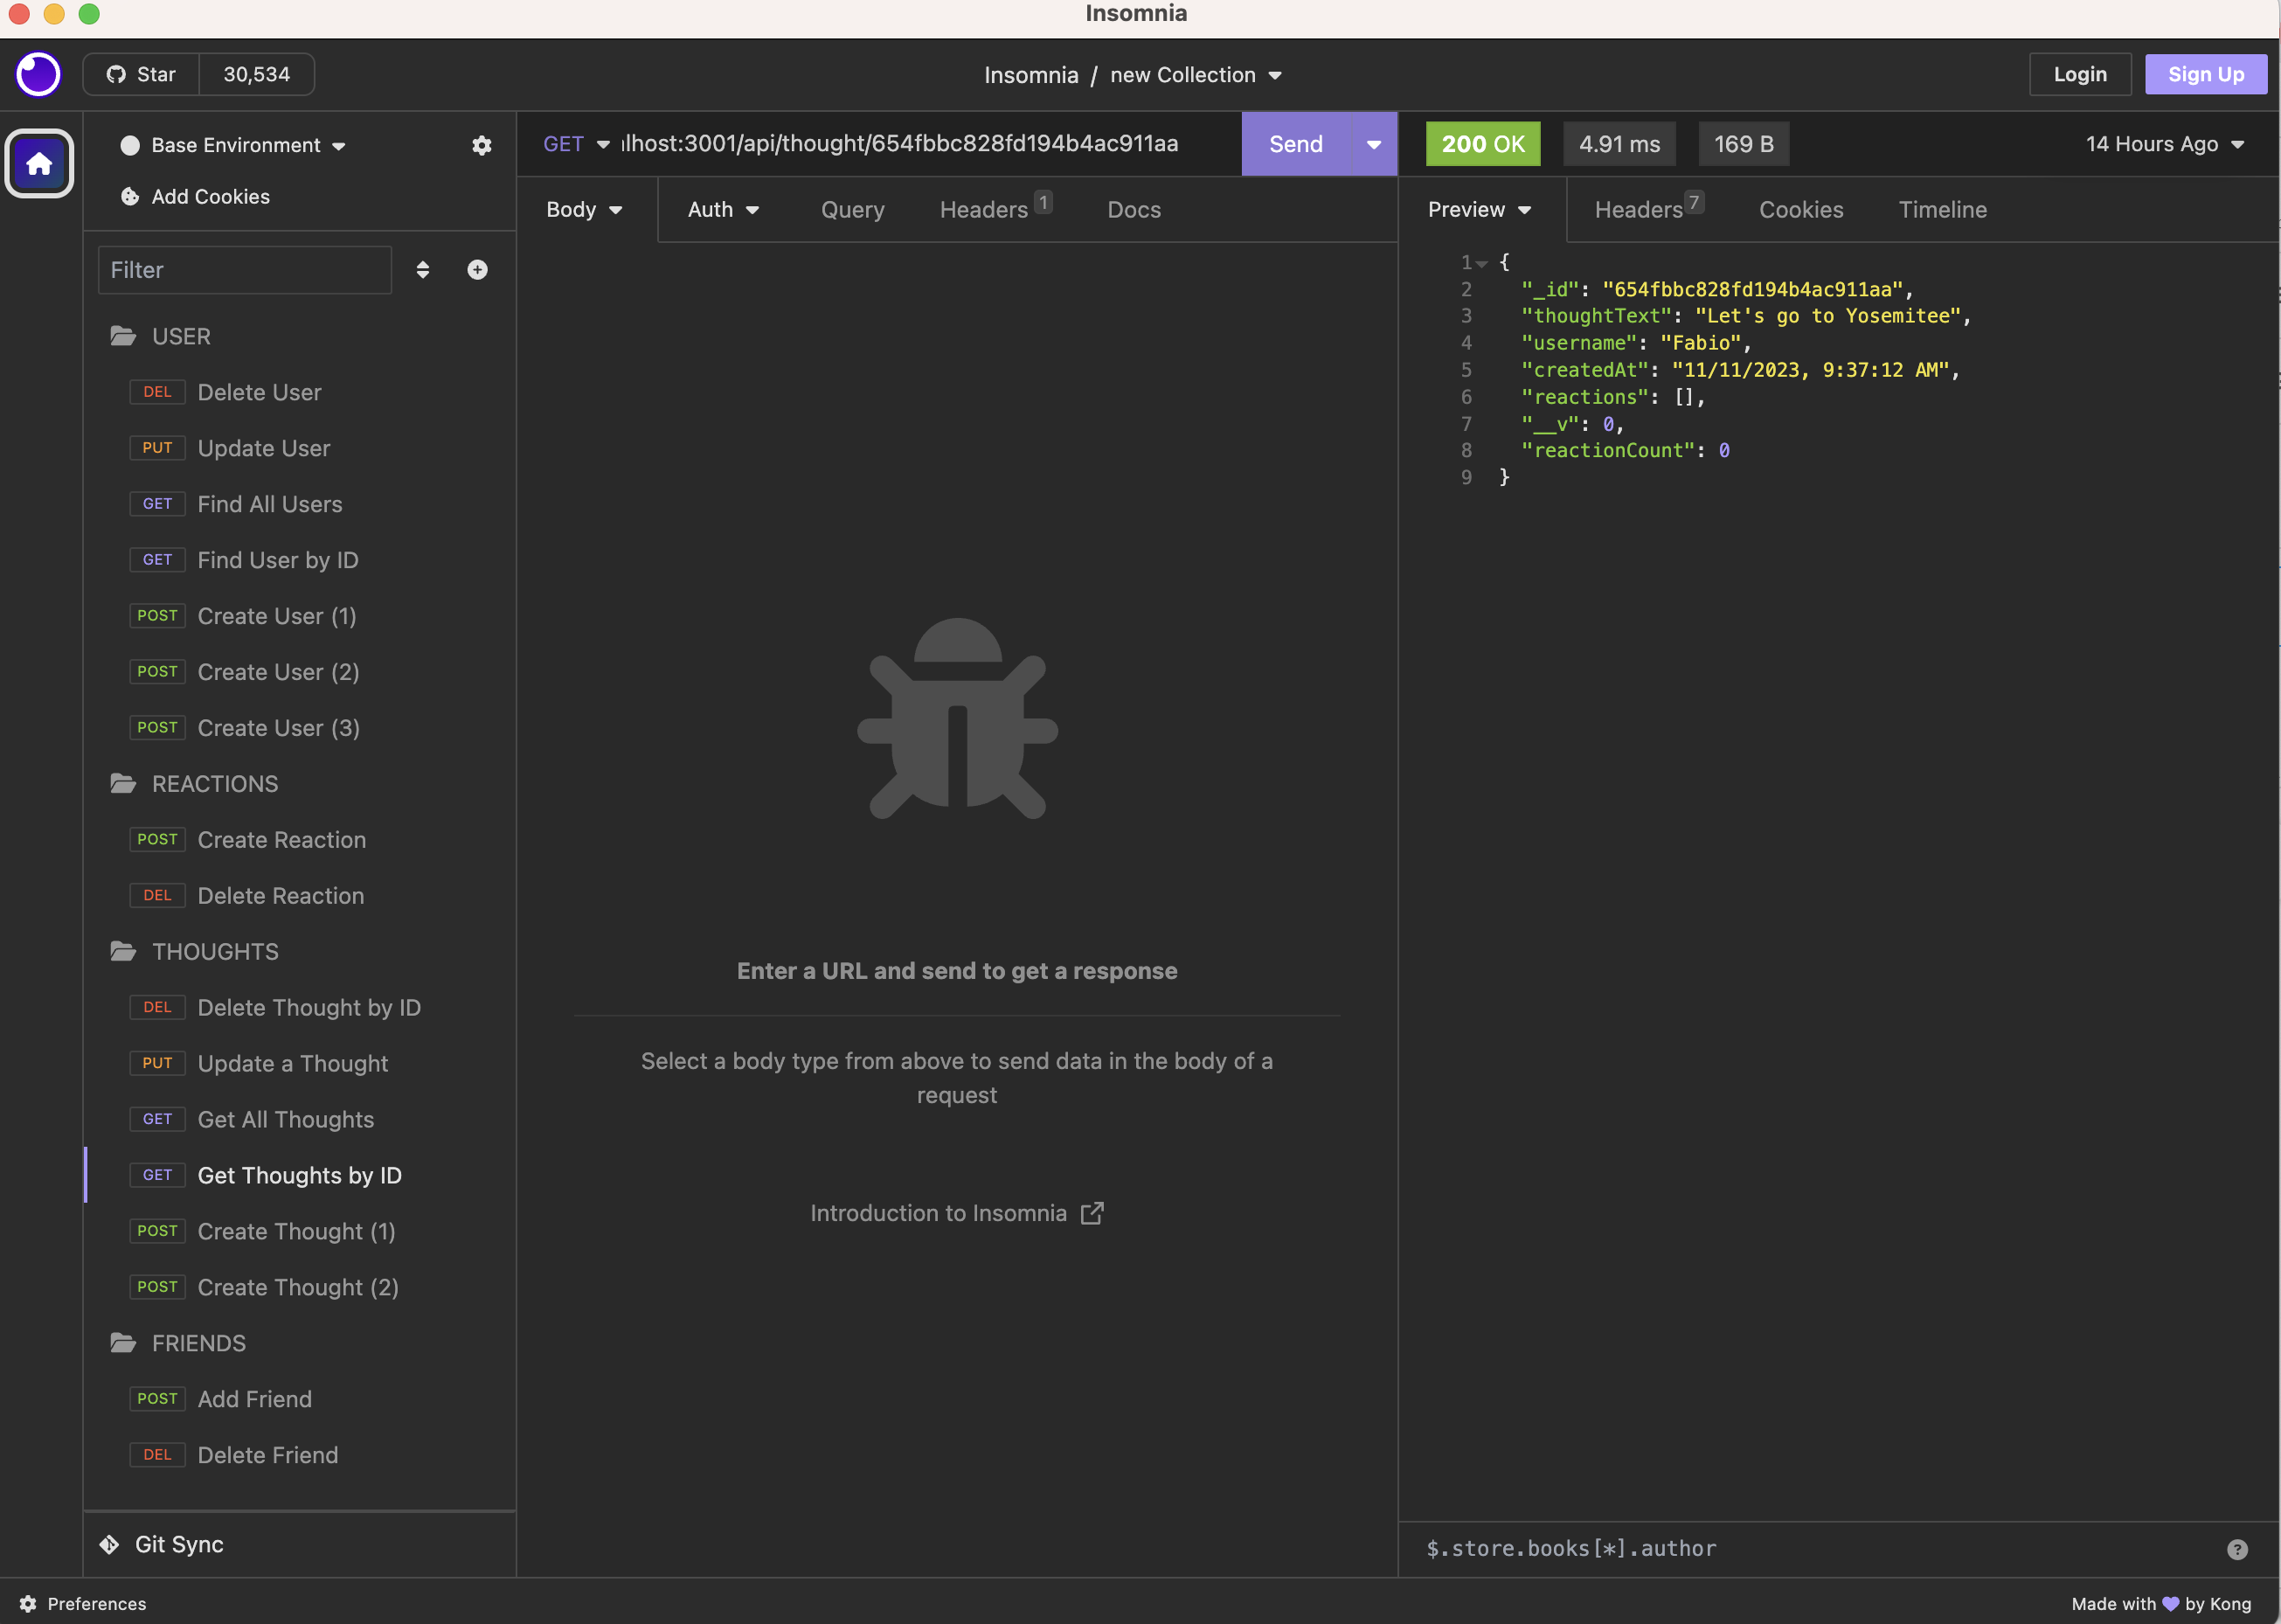 Insomnia
Star 30,534
Insomnia / new Collection
Login Sign Up
Base Environment
Add Cookies
Filter
USER
DEL Delete User
PUT Update User
GET Find All Users
GET Find User by ID
POST Create User (1)
POST Create User (2)
POST Create User (3)
REACTIONS
POST Create Reaction
DEL Delete Reaction
THOUGHTS
DEL Delete Thought by ID
PUT Update a Thought
GET Get All Thoughts
GET Get Thoughts by ID
POST Create Thought (1)
POST Create Thought (2)
FRIENDS
POST Add Friend
DEL Delete Friend
Git Sync
Preferences
GET lhost:3001/api/thought/654fbbc828fd194b4ac911aa Send
Body Auth Query Headers 1 Docs
Enter a URL and send to get a response
Select a body type from above to send data in the body of a
request
Introduction to Insomnia
200 OK 4.91 ms 169 B 14 Hours Ago
Preview Headers 7 Cookies Timeline
1 {
2 "_id": "654fbbc828fd194b4ac911aa",
3 "thoughtText": "Let's go to Yosemitee",
4 "username": "Fabio",
5 "createdAt": "11/11/2023, 9:37:12 AM",
6 "reactions": [],
7 "__v": 0,
8 "reactionCount": 0
9 }
$.store.books[*].author
?
Made with 💜 by Kong